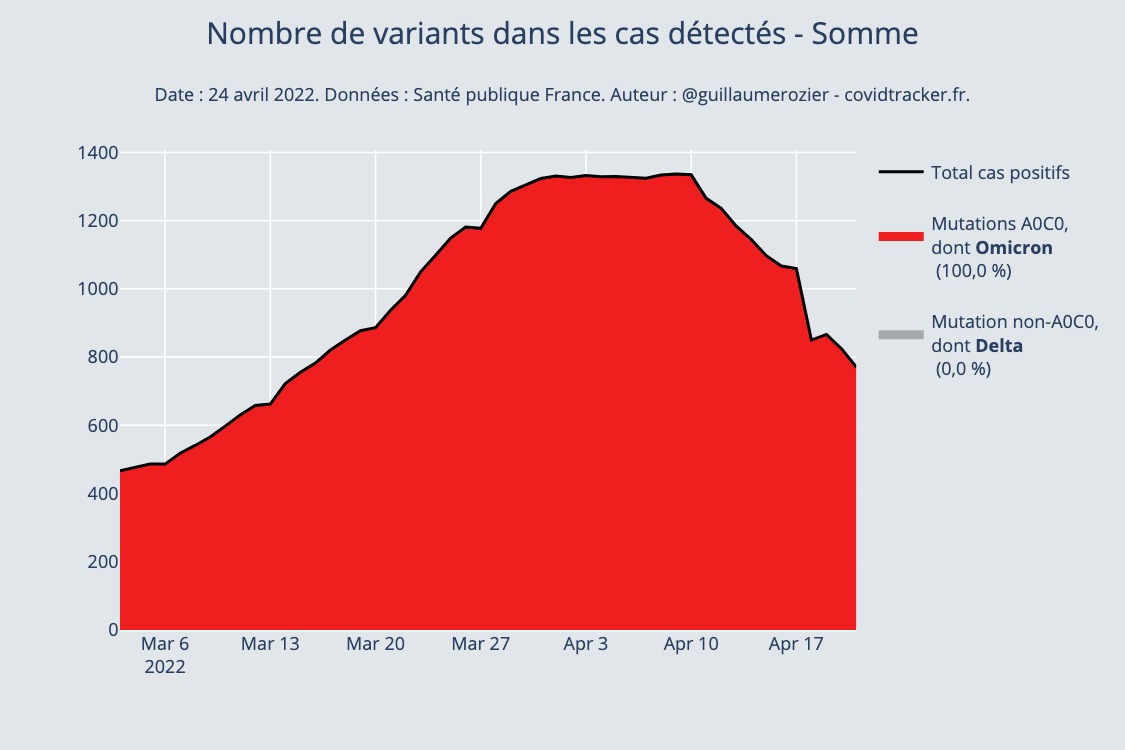 Nombre de variants dans les cas détectés - Somme
Date : 24 avril 2022. Données : Santé publique France. Auteur : @guillaumerozier - covidtracker.fr.
1400
1200
1000
800
600
400
200
0
Mar 6
2022
Mar 13
Mar 20
Mar 27
Apr 3
Apr 10
Apr 17
Total cas positifs
Mutations A0C0,
dont Omicron
(100,0 %)
Mutation non-A0C0,
dont Delta
(0,0 %)